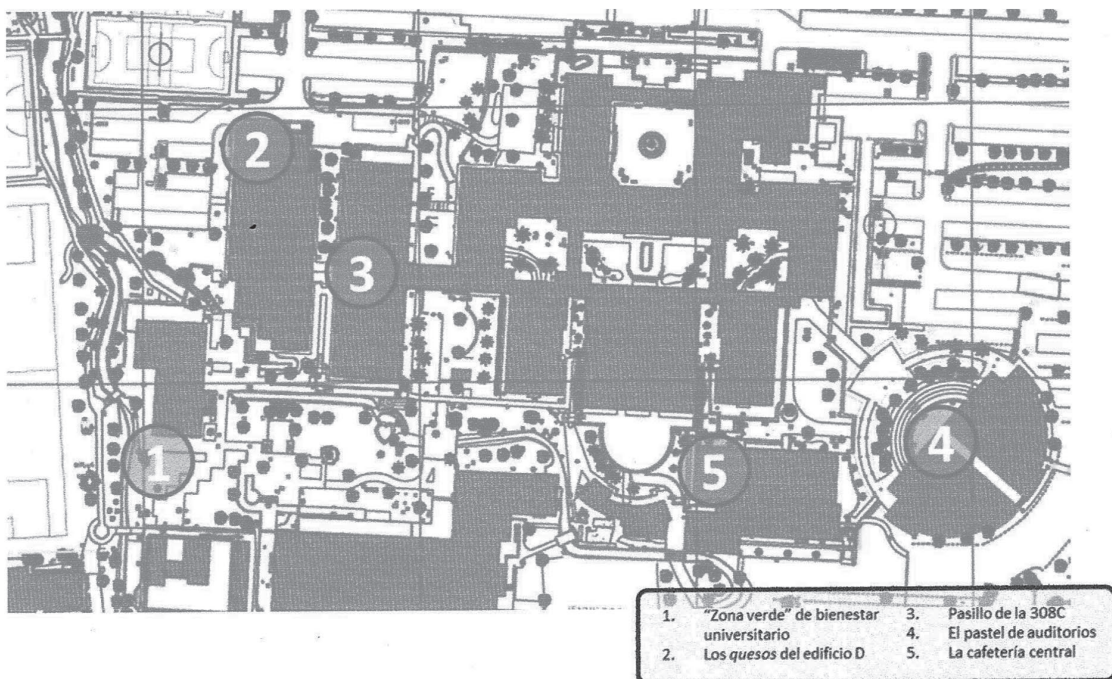 2
3
1
4
5
1. "Zona verde" de bienestar
universitario
2. Los quesos del edificio D
3. Pasillo de la 308C
4. El pastel de auditorios
5. La cafetería central